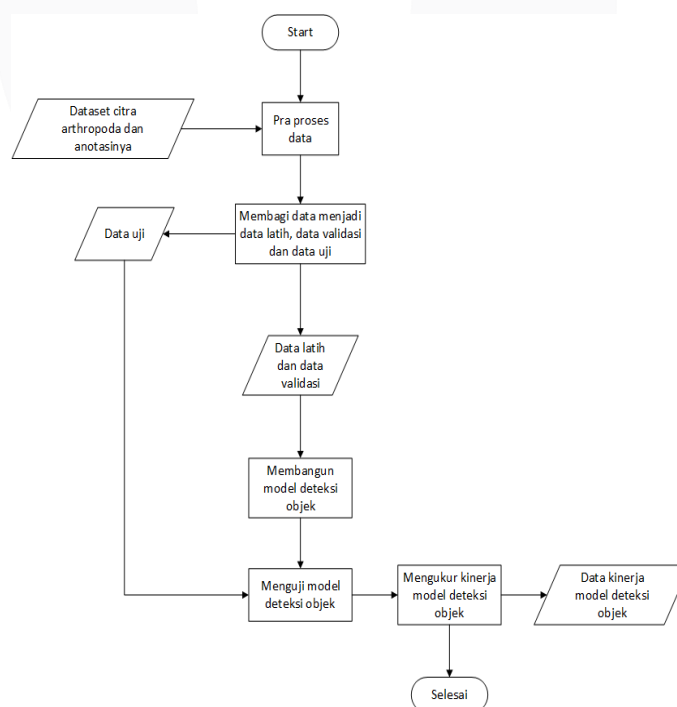 Start
Dataset citra
arthropoda dan
anotasinya
Pra proses
data
Data uji
Membagi data menjadi
data latih, data validasi
dan data uji
Data latih
dan data
validasi
Membangun
model deteksi
objek
Menguji model
deteksi objek
Mengukur kinerja
model deteksi
objek
Data kinerja
model deteksi
objek
Selesai